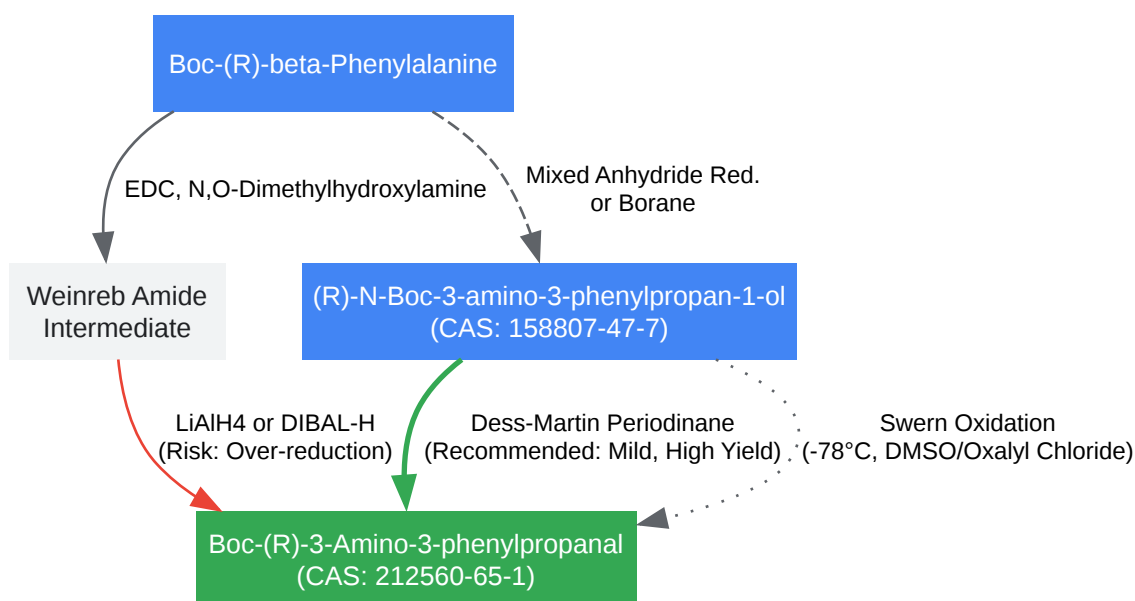 Boc-(R)-beta-Phenylalanine
EDC, N,O-Dimethylhydroxylamine
Mixed Anhydride Red.
or Borane
Weinreb Amide
Intermediate
(R)-N-Boc-3-amino-3-phenylpropan-1-ol
(CAS: 158807-47-7)
LiAlH4 or DIBAL-H
(Risk: Over-reduction)
Dess-Martin Periodinane
(Recommended: Mild, High Yield)
Swern Oxidation
(-78°C, DMSO/Oxalyl Chloride)
Boc-(R)-3-Amino-3-phenylpropanal
(CAS: 212560-65-1)